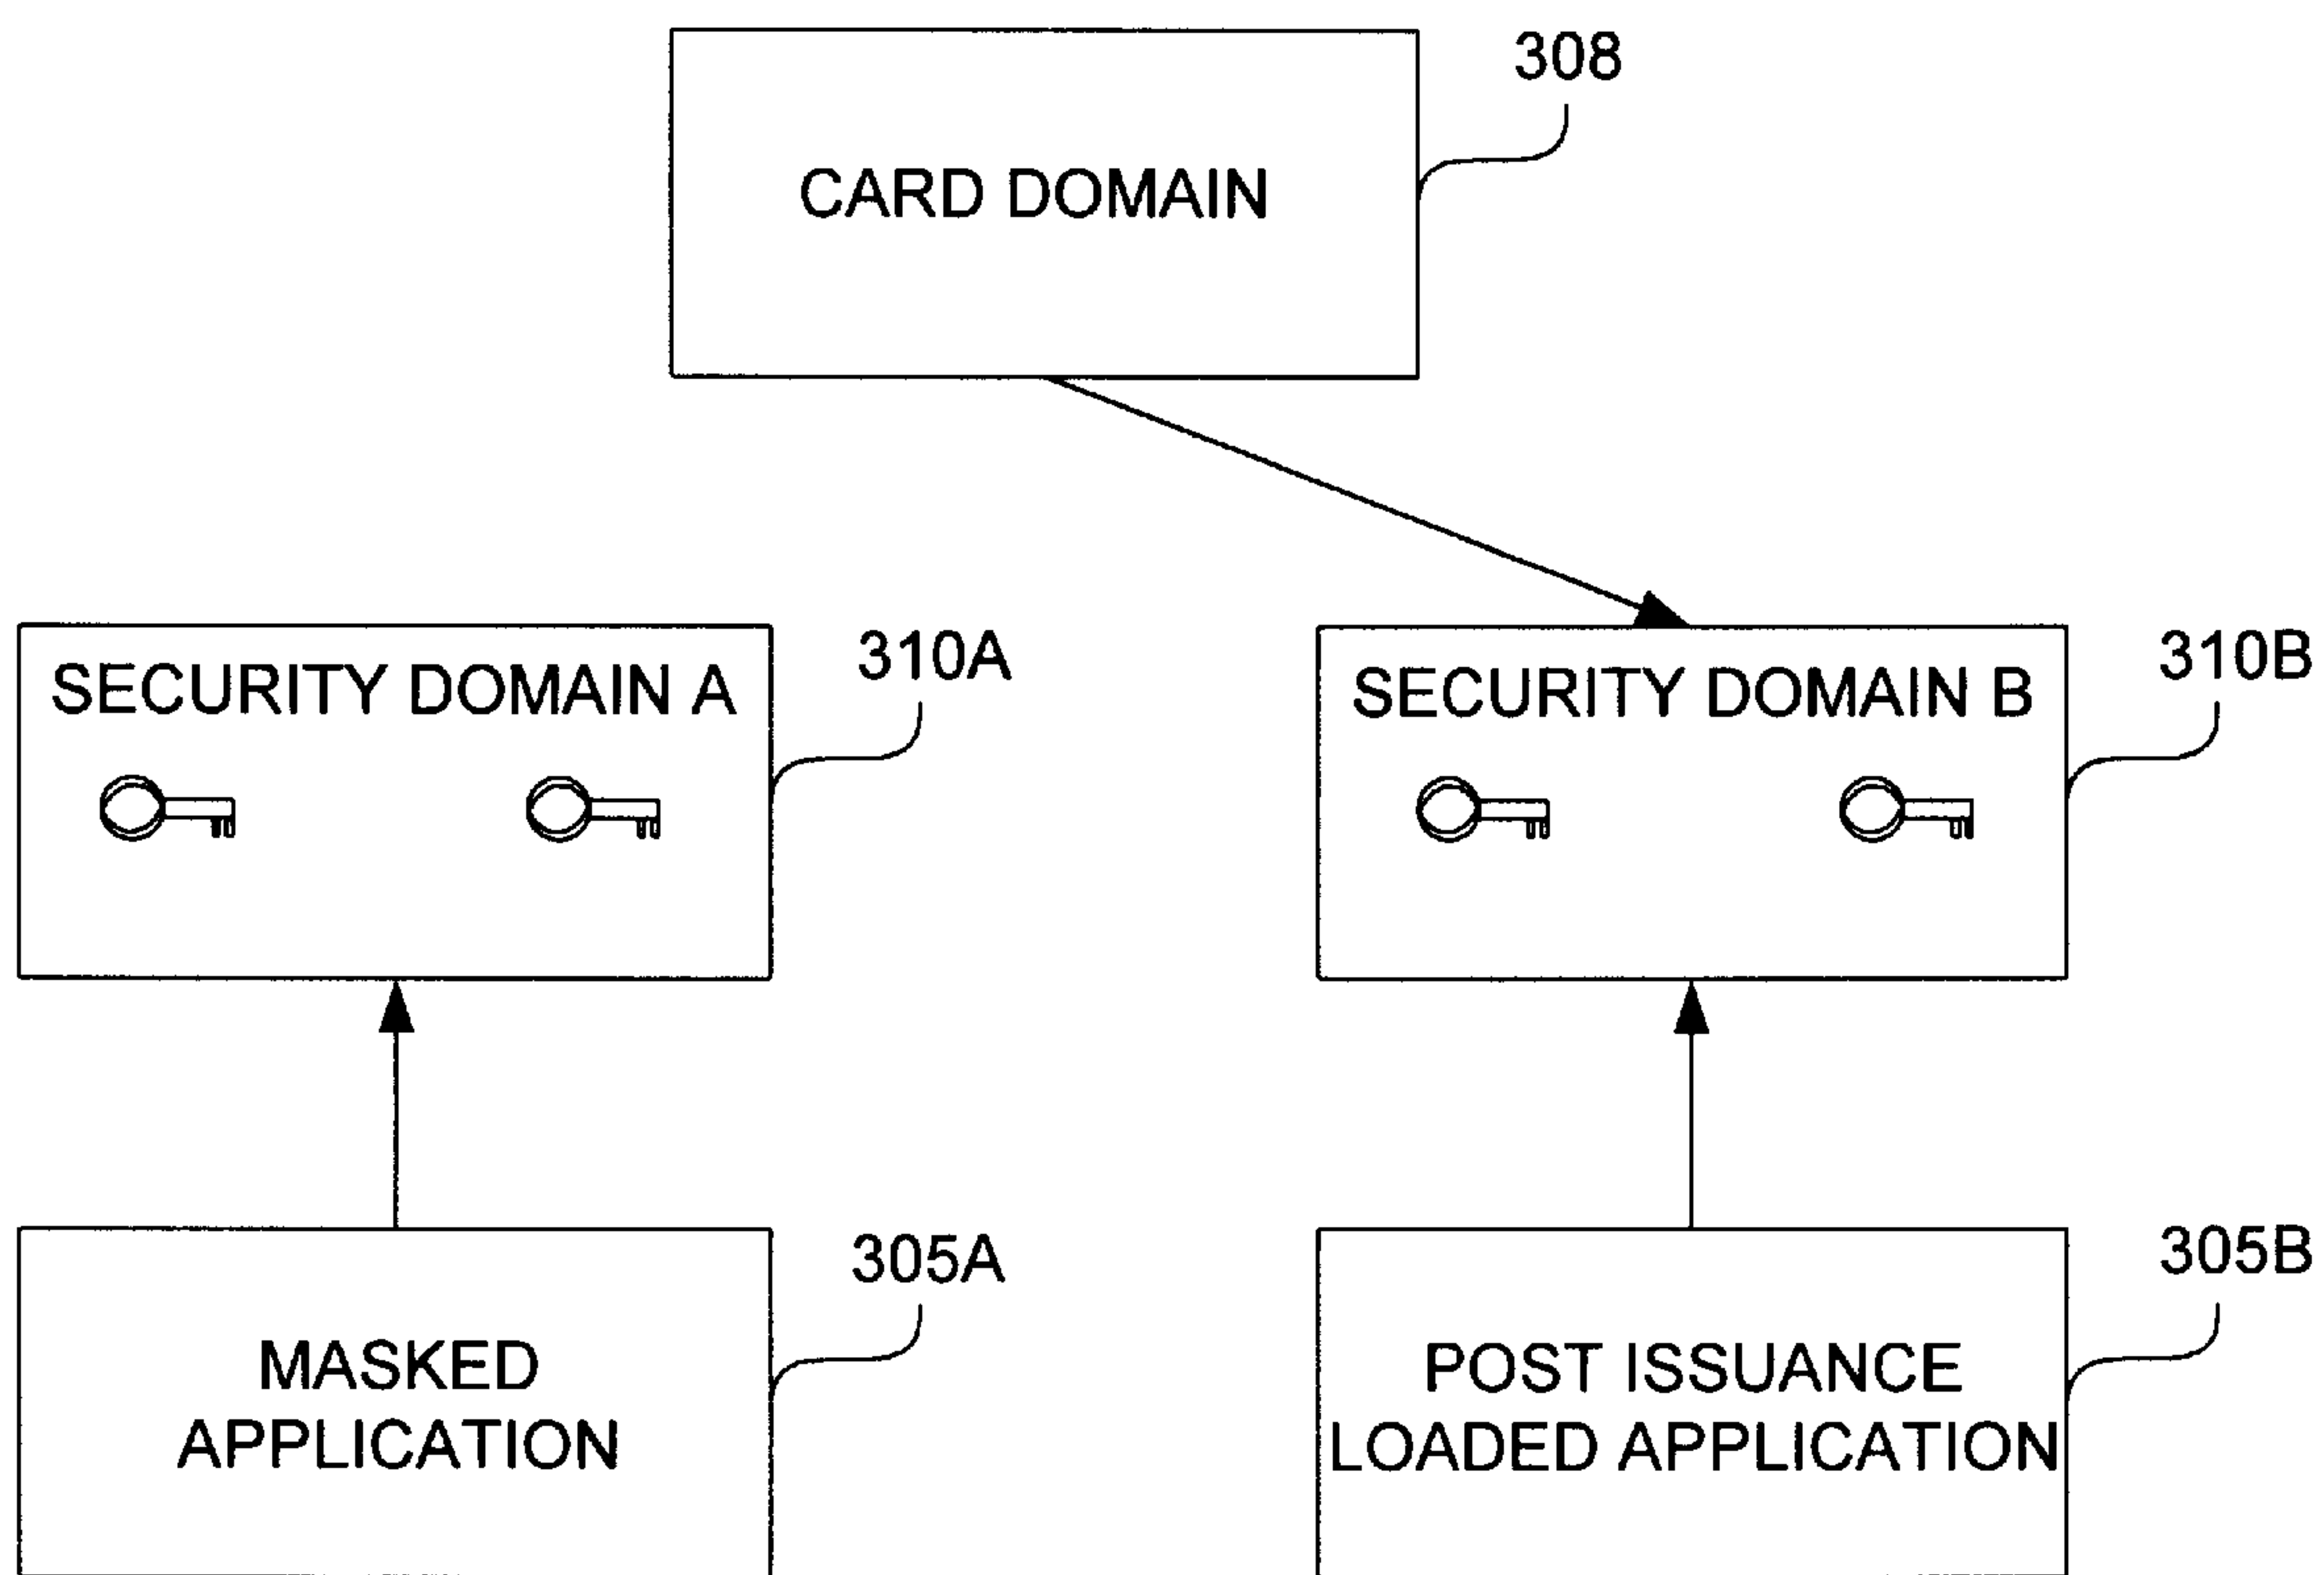 308
CARD DOMAIN
SECURITY DOMAIN A
310A
SECURITY DOMAIN B
310B
MASKED
APPLICATION
305A
POST ISSUANCE
LOADED APPLICATION
305B